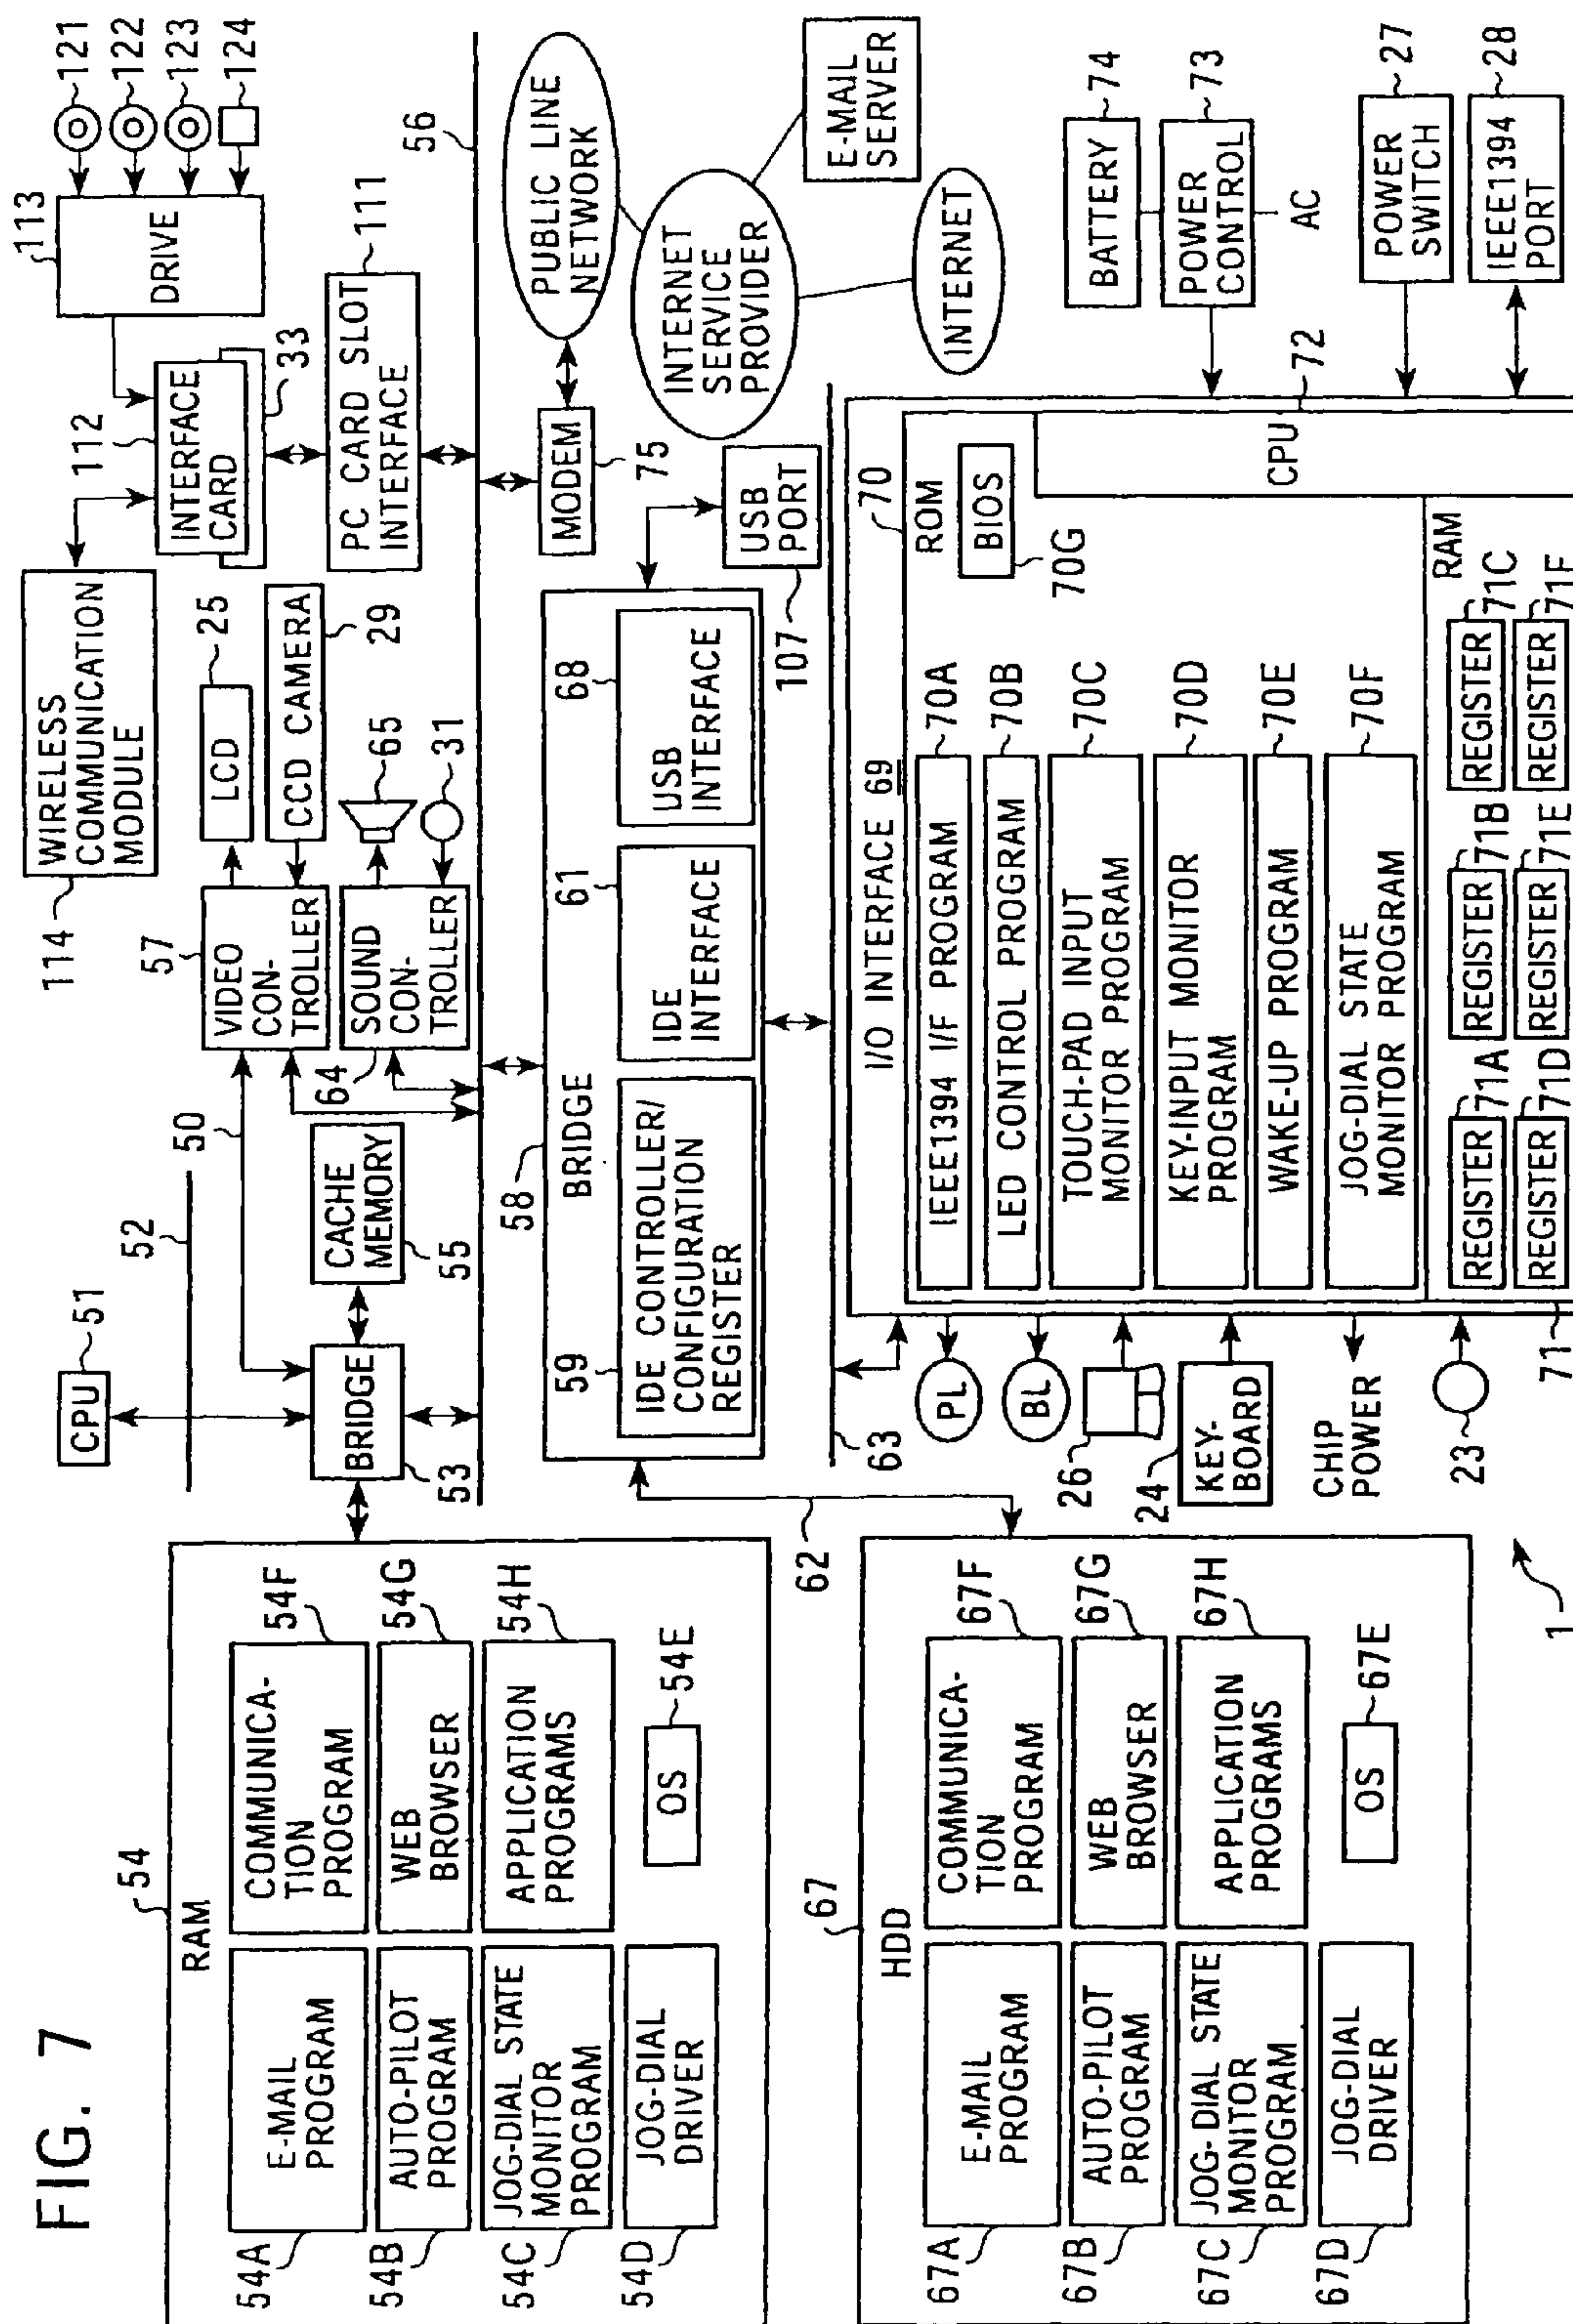 FIG. 7
54
RAM
E-MAIL
PROGRAM
54A
COMMUNICA-
TION
PROGRAM
54F
AUTO-PILOT
PROGRAM
54B
WEB
BROWSER
54G
JOG-DIAL STATE
MONITOR
PROGRAM
54C
APPLICATION
PROGRAMS
54H
JOG-DIAL
DRIVER
54D
OS
54E
67
HDD
E-MAIL
PROGRAM
67A
COMMUNICA-
TION
PROGRAM
67F
AUTO-PILOT
PROGRAM
67B
WEB
BROWSER
67G
JOG-DIAL STATE
MONITOR
PROGRAM
67C
APPLICATION
PROGRAMS
67H
JOG-DIAL
DRIVER
67D
OS
67E
62
1
CPU
51
52
50
BRIDGE
53
CACHE
MEMORY
55
VIDEO
CON-
TROLLER
57
LCD
25
CCD CAMERA
29
SOUND
CON-
TROLLER
64
65
31
WIRELESS
COMMUNICATION
MODULE
114
INTERFACE
CARD
112
33
PC CARD SLOT
INTERFACE
111
DRIVE
113
121
122
123
124
56
58
BRIDGE
59
IDE CONTROLLER/
CONFIGURATION
REGISTER
61
IDE
INTERFACE
68
USB
INTERFACE
MODEM
75
USB
PORT
107
PUBLIC LINE
NETWORK
INTERNET
SERVICE
PROVIDER
E-MAIL
SERVER
INTERNET
63
PL
BL
26
24
KEY-
BOARD
CHIP
POWER
23
I/O INTERFACE 69
70
ROM
IEEE1394 I/F PROGRAM
70A
LED CONTROL PROGRAM
70B
TOUCH-PAD INPUT
MONITOR PROGRAM
70C
KEY-INPUT MONITOR
PROGRAM
70D
WAKE-UP PROGRAM
70E
JOG-DIAL STATE
MONITOR PROGRAM
70F
BIOS
70G
CPU
72
RAM
71
REGISTER
71A
REGISTER
71B
REGISTER
71C
REGISTER
71D
REGISTER
71E
REGISTER
71F
BATTERY
74
POWER
CONTROL
73
AC
POWER
SWITCH
27
IEEE1394
PORT
28